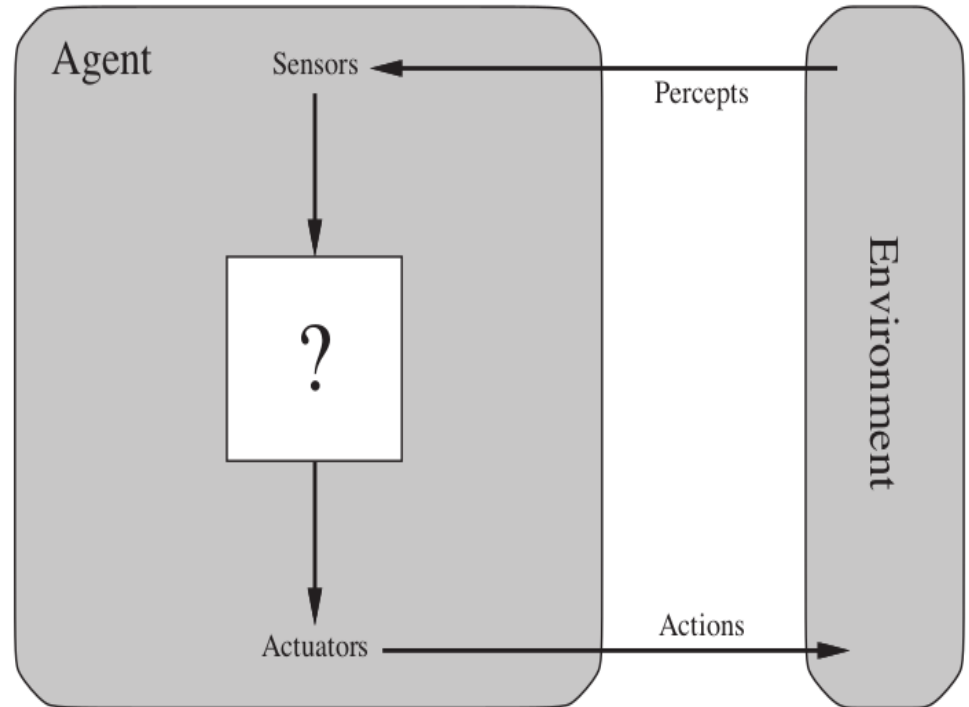 Agent
Sensors
Percepts
?
Environment
Actions
Actuators